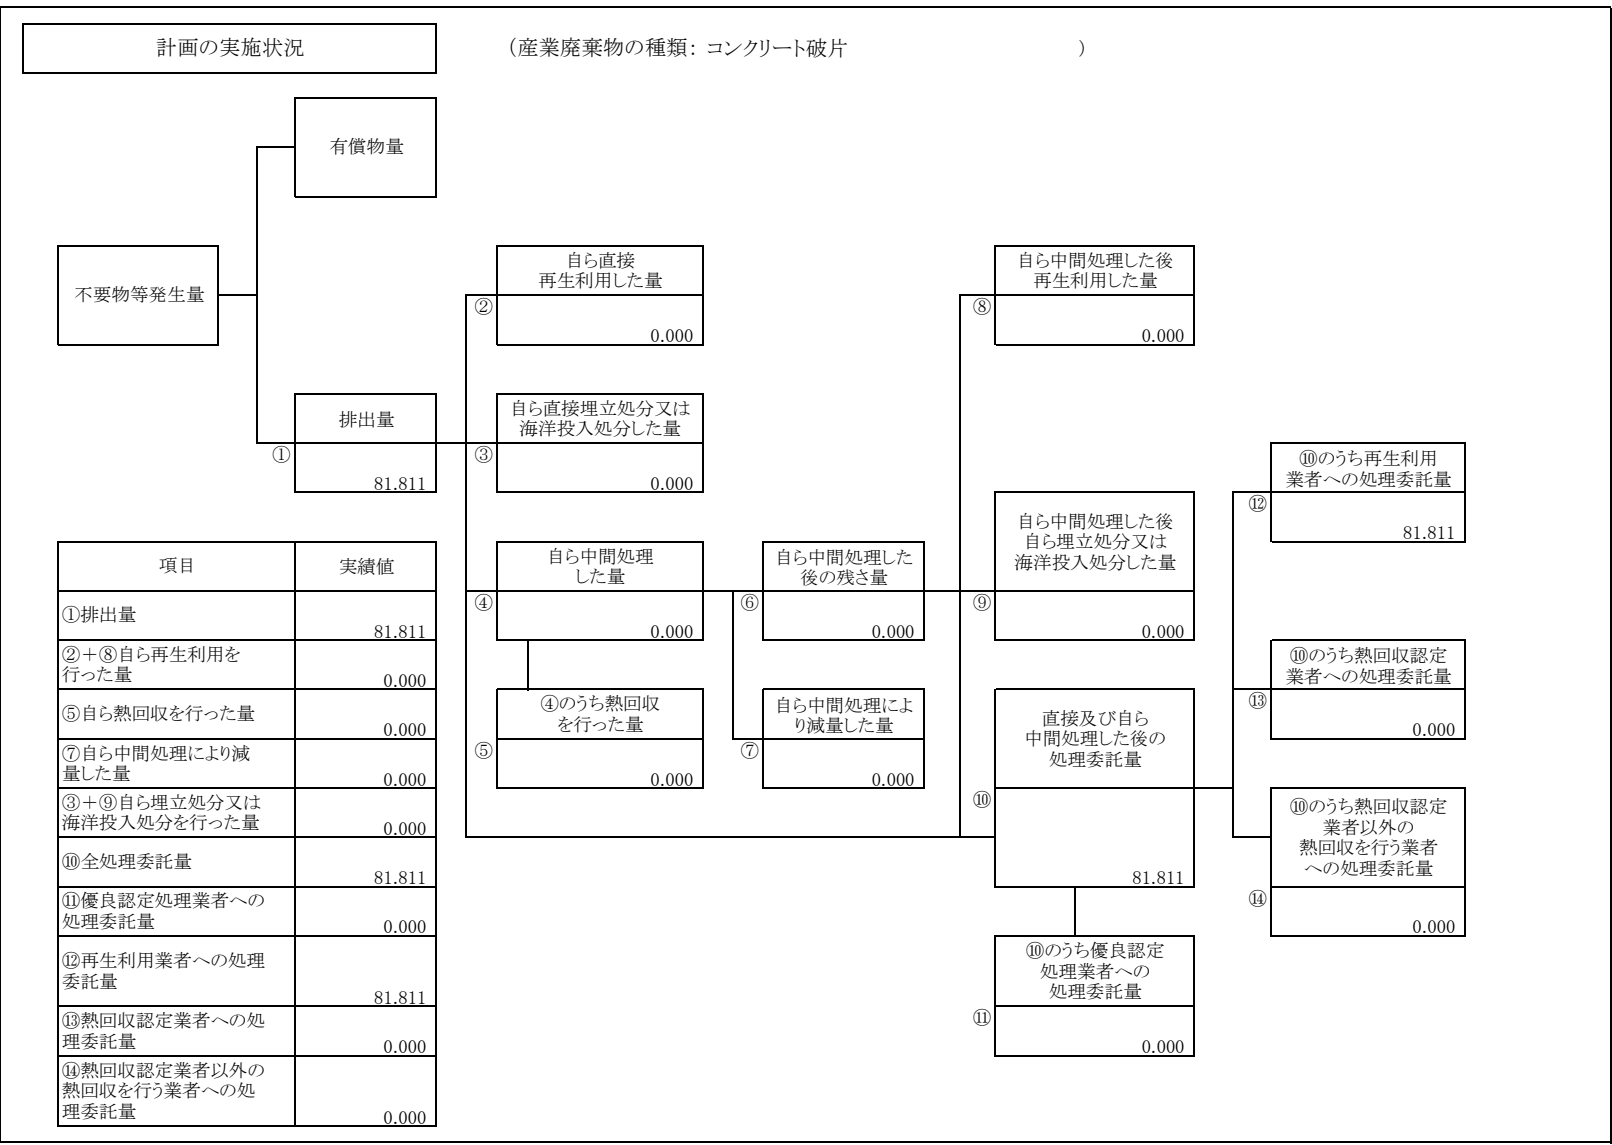 計画の実施状況
（産業廃棄物の種類： コンクリート破片 ）
有償物量
不要物等発生量
自ら直接
再生利用した量
②
0.000
自ら中間処理した後
再生利用した量
⑧
0.000
排出量
①
81.811
自ら直接埋立処分又は
海洋投入処分した量
③
0.000
⑩のうち再生利用
業者への処理委託量
⑫
81.811
自ら中間処理
した量
④
0.000
自ら中間処理した
後の残さ量
⑥
0.000
自ら中間処理した後
自ら埋立処分又は
海洋投入処分した量
⑨
0.000
⑩のうち熱回収認定
業者への処理委託量
⑬
0.000
④のうち熱回収
を行った量
⑤
0.000
自ら中間処理によ
り減量した量
⑦
0.000
直接及び自ら
中間処理した後の
処理委託量
⑩
81.811
⑩のうち熱回収認定
業者以外の
熱回収を行う業者
への処理委託量
⑭
0.000
⑩のうち優良認定
処理業者への
処理委託量
⑪
0.000
項目 実績値
①排出量
81.811
②＋⑧自ら再生利用を
行った量
0.000
⑤自ら熱回収を行った量
0.000
⑦自ら中間処理により減
量した量
0.000
③＋⑨自ら埋立処分又は
海洋投入処分を行った量
0.000
⑩全処理委託量
81.811
⑪優良認定処理業者への
処理委託量
0.000
⑫再生利用業者への処理
委託量
81.811
⑬熱回収認定業者への処
理委託量
0.000
⑭熱回収認定業者以外の
熱回収を行う業者への処
理委託量
0.000